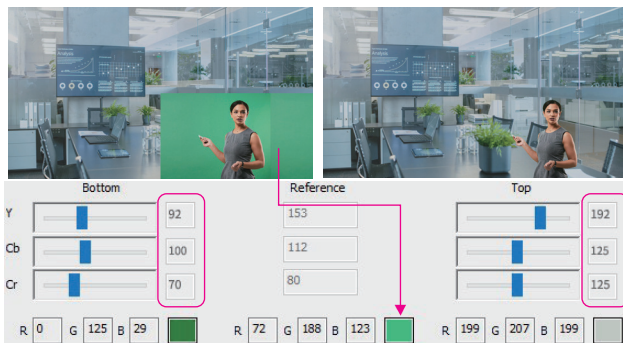 Analysis
Bottom Reference Top
Y 92 153 192
Cb 100 112 125
Cr 70 80 125
R 0 G 125 B 29 R 72 G 188 B 123 R 199 G 207 B 199